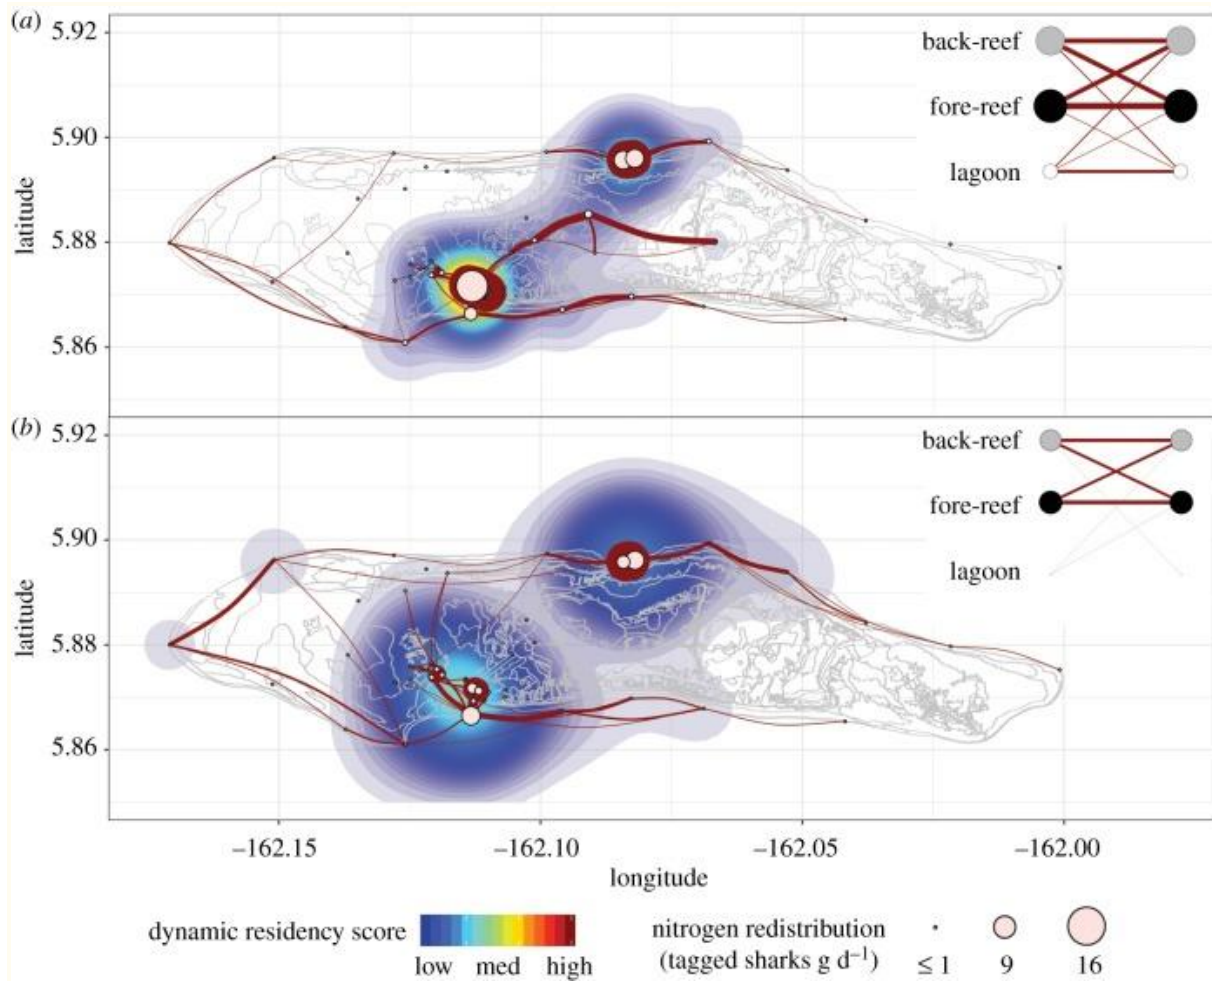 (a) 5.92
back-reef
fore-reef
5.90
lagoon
latitude
5.88
5.86
(b) 5.92
back-reef
fore-reef
5.90
lagoon
latitude
5.88
5.86
−162.15 −162.10 −162.05 −162.00
longitude
dynamic residency score
low med high
nitrogen redistribution
(tagged sharks g d⁻¹)
≤ 1 9 16